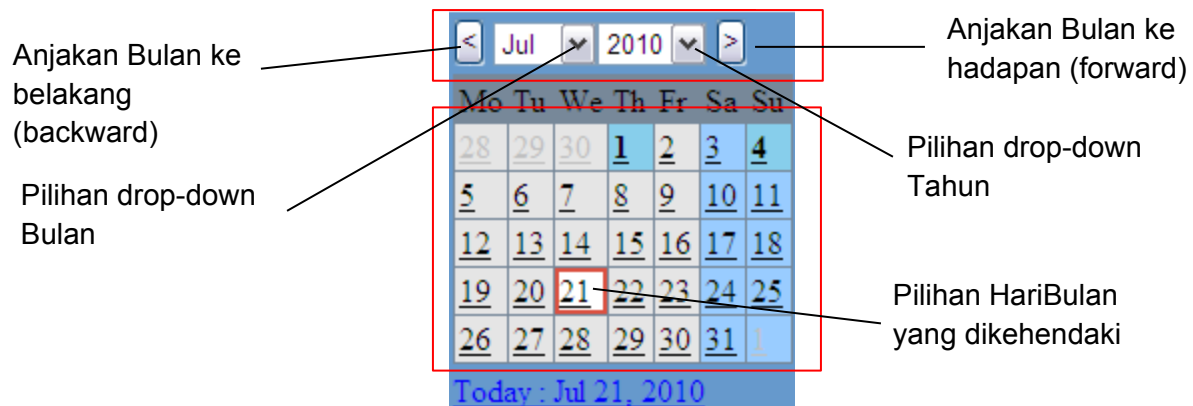 Anjakan Bulan ke
belakang
(backward)
Pilihan drop-down
Bulan
< Jul 2010 >
Mo Tu We Th Fr Sa Su
28 29 30 1 2 3 4
5 6 7 8 9 10 11
12 13 14 15 16 17 18
19 20 21 22 23 24 25
26 27 28 29 30 31 1
Today : Jul 21, 2010
Anjakan Bulan ke
hadapan (forward)
Pilihan drop-down
Tahun
Pilihan HariBulan
yang dikehendaki